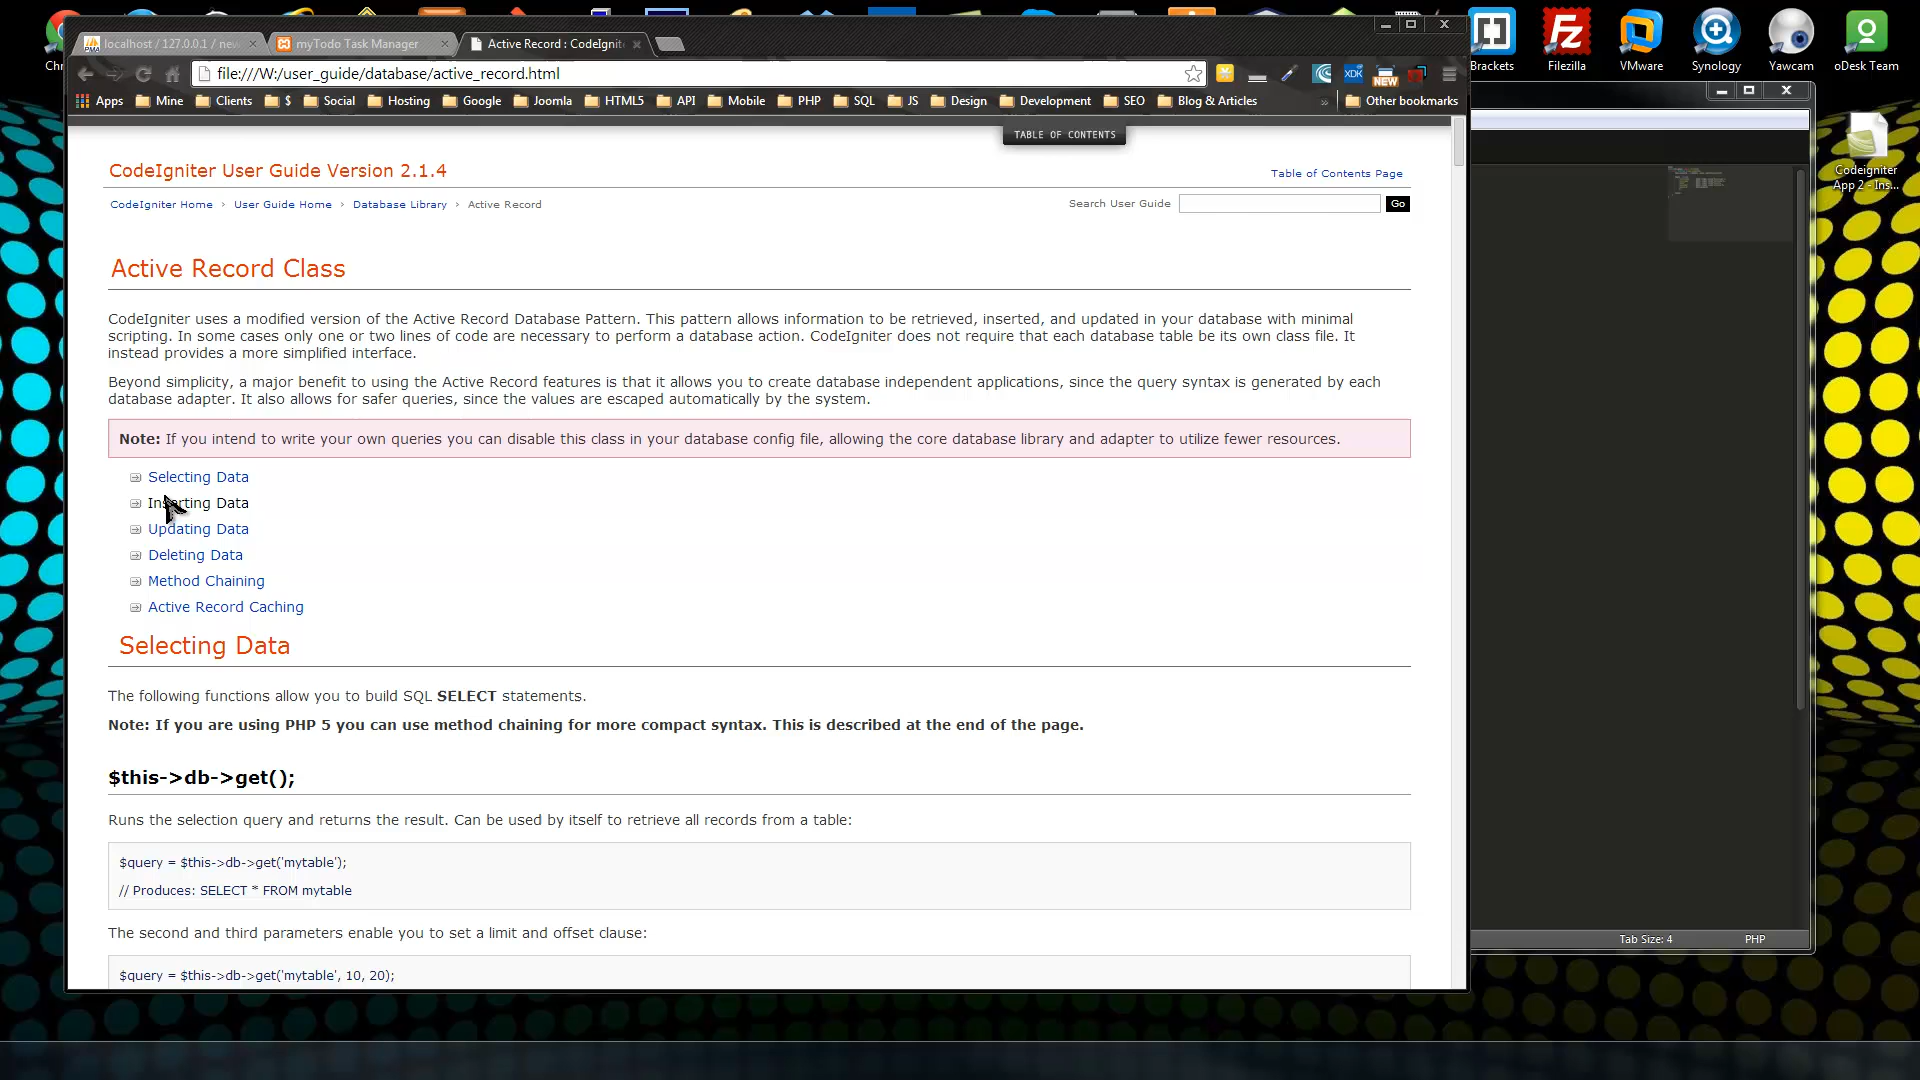 localhost / 127.0.0.1 / new
myTodo Task Manager
Active Record : CodeIgnit
file:///W:/user_guide/database/active_record.html
Apps Mine Clients $ Social Hosting Google Joomla HTML5 API Mobile PHP SQL JS Design Development SEO Blog & Articles » Other bookmarks
TABLE OF CONTENTS
CodeIgniter User Guide Version 2.1.4
Table of Contents Page
CodeIgniter Home › User Guide Home › Database Library › Active Record
Search User Guide
Go
Active Record Class
CodeIgniter uses a modified version of the Active Record Database Pattern. This pattern allows information to be retrieved, inserted, and updated in your database with minimal
scripting. In some cases only one or two lines of code are necessary to perform a database action. CodeIgniter does not require that each database table be its own class file. It
instead provides a more simplified interface.
Beyond simplicity, a major benefit to using the Active Record features is that it allows you to create database independent applications, since the query syntax is generated by each
database adapter. It also allows for safer queries, since the values are escaped automatically by the system.
Note: If you intend to write your own queries you can disable this class in your database config file, allowing the core database library and adapter to utilize fewer resources.
Selecting Data
Inserting Data
Updating Data
Deleting Data
Method Chaining
Active Record Caching
Selecting Data
The following functions allow you to build SQL SELECT statements.
Note: If you are using PHP 5 you can use method chaining for more compact syntax. This is described at the end of the page.
$this->db->get();
Runs the selection query and returns the result. Can be used by itself to retrieve all records from a table:
$query = $this->db->get('mytable');
// Produces: SELECT * FROM mytable
The second and third parameters enable you to set a limit and offset clause:
$query = $this->db->get('mytable', 10, 20);
Brackets
Filezilla
VMware
Synology
Yawcam
oDesk Team
Codeigniter
App 2 - Ins...
Tab Size: 4
PHP